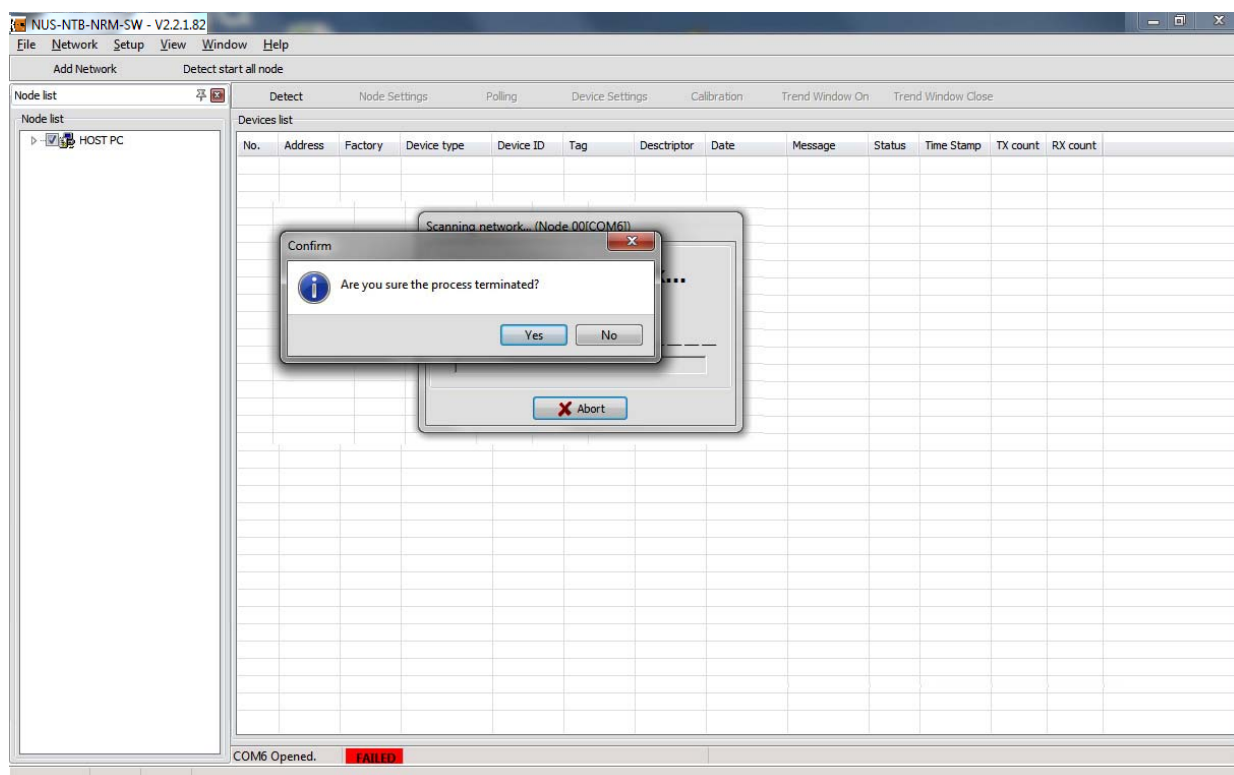 NUS-NTB-NRM-SW - V2.2.1.82
File Network Setup View Window Help
Add Network Detect start all node
Node list
Detect Node Settings Polling Device Settings Calibration Trend Window On Trend Window Close
Node list
Devices list
HOST PC
No. Address Factory Device type Device ID Tag Desctriptor Date Message Status Time Stamp TX count RX count
Scanning network... (Node 00[COM6])
Confirm
Are you sure the process terminated?
Yes No
Abort
COM6 Opened. FAILED